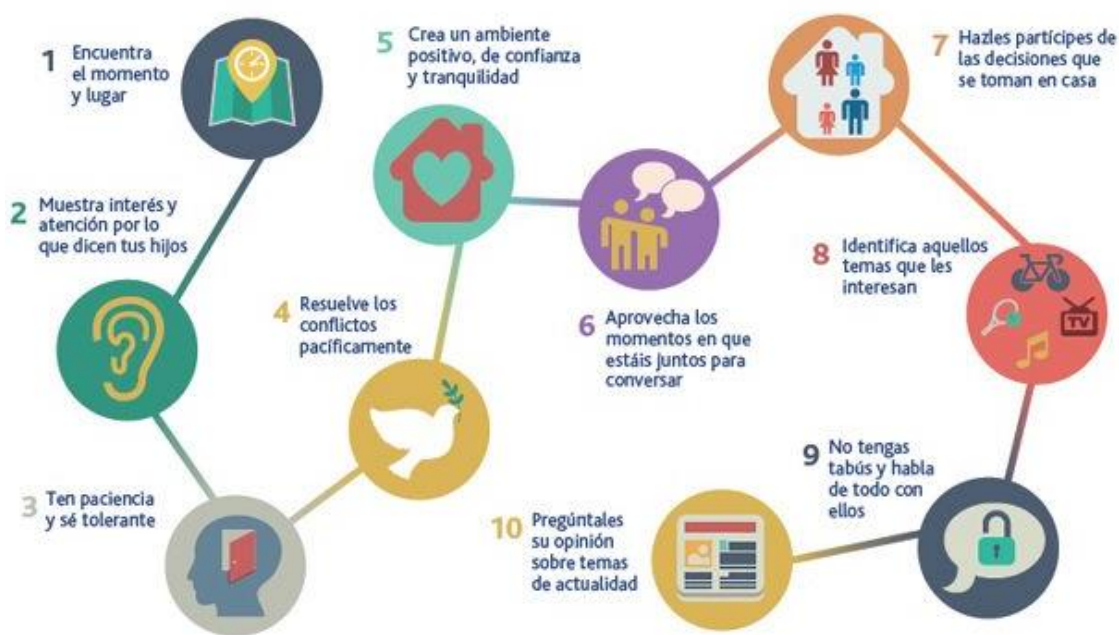 1 Encuentra
el momento
y lugar
2 Muestra interés y
atención por lo
que dicen tus hijos
3 Ten paciencia
y sé tolerante
4 Resuelve los
conflictos
pacíficamente
5 Crea un ambiente
positivo, de confianza
y tranquilidad
6 Aprovecha los
momentos en que
estáis juntos para
conversar
7 Hazles partícipes de
las decisiones que
se toman en casa
8 Identifica aquellos
temas que les
interesan
TV
9 No tengas
tabús y habla
de todo con
ellos
10 Pregúntales
su opinión
sobre temas
de actualidad